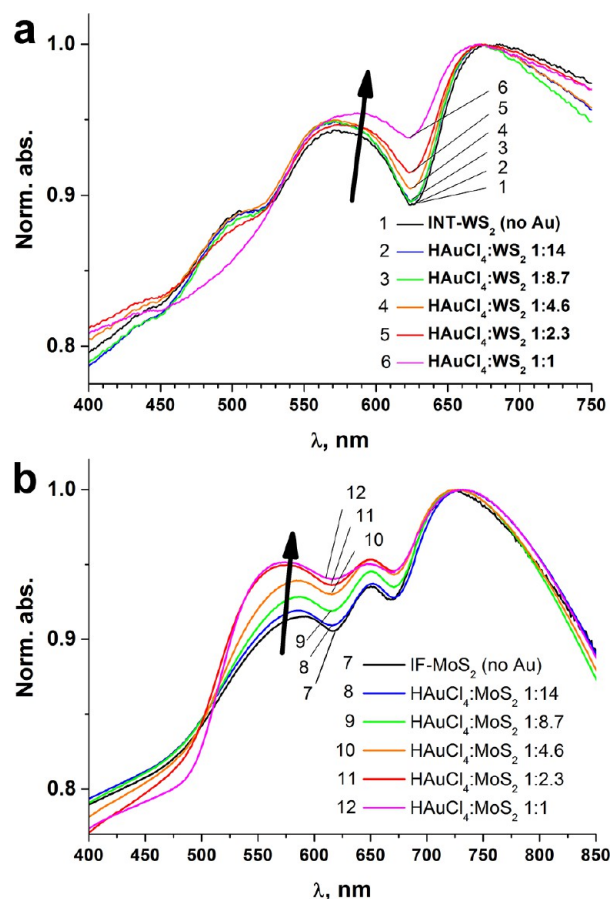 a
Norm. abs.
1.0
0.9
0.8
6
5
4
3
2
1
1 INT-WS₂ (no Au)
2 HAuCl₄:WS₂ 1:14
3 HAuCl₄:WS₂ 1:8.7
4 HAuCl₄:WS₂ 1:4.6
5 HAuCl₄:WS₂ 1:2.3
6 HAuCl₄:WS₂ 1:1
400 450 500 550 600 650 700 750
λ, nm
b
Norm. abs.
1.0
0.9
0.8
12
11
10
9
8
7
7 IF-MoS₂ (no Au)
8 HAuCl₄:MoS₂ 1:14
9 HAuCl₄:MoS₂ 1:8.7
10 HAuCl₄:MoS₂ 1:4.6
11 HAuCl₄:MoS₂ 1:2.3
12 HAuCl₄:MoS₂ 1:1
400 450 500 550 600 650 700 750 800 850
λ, nm